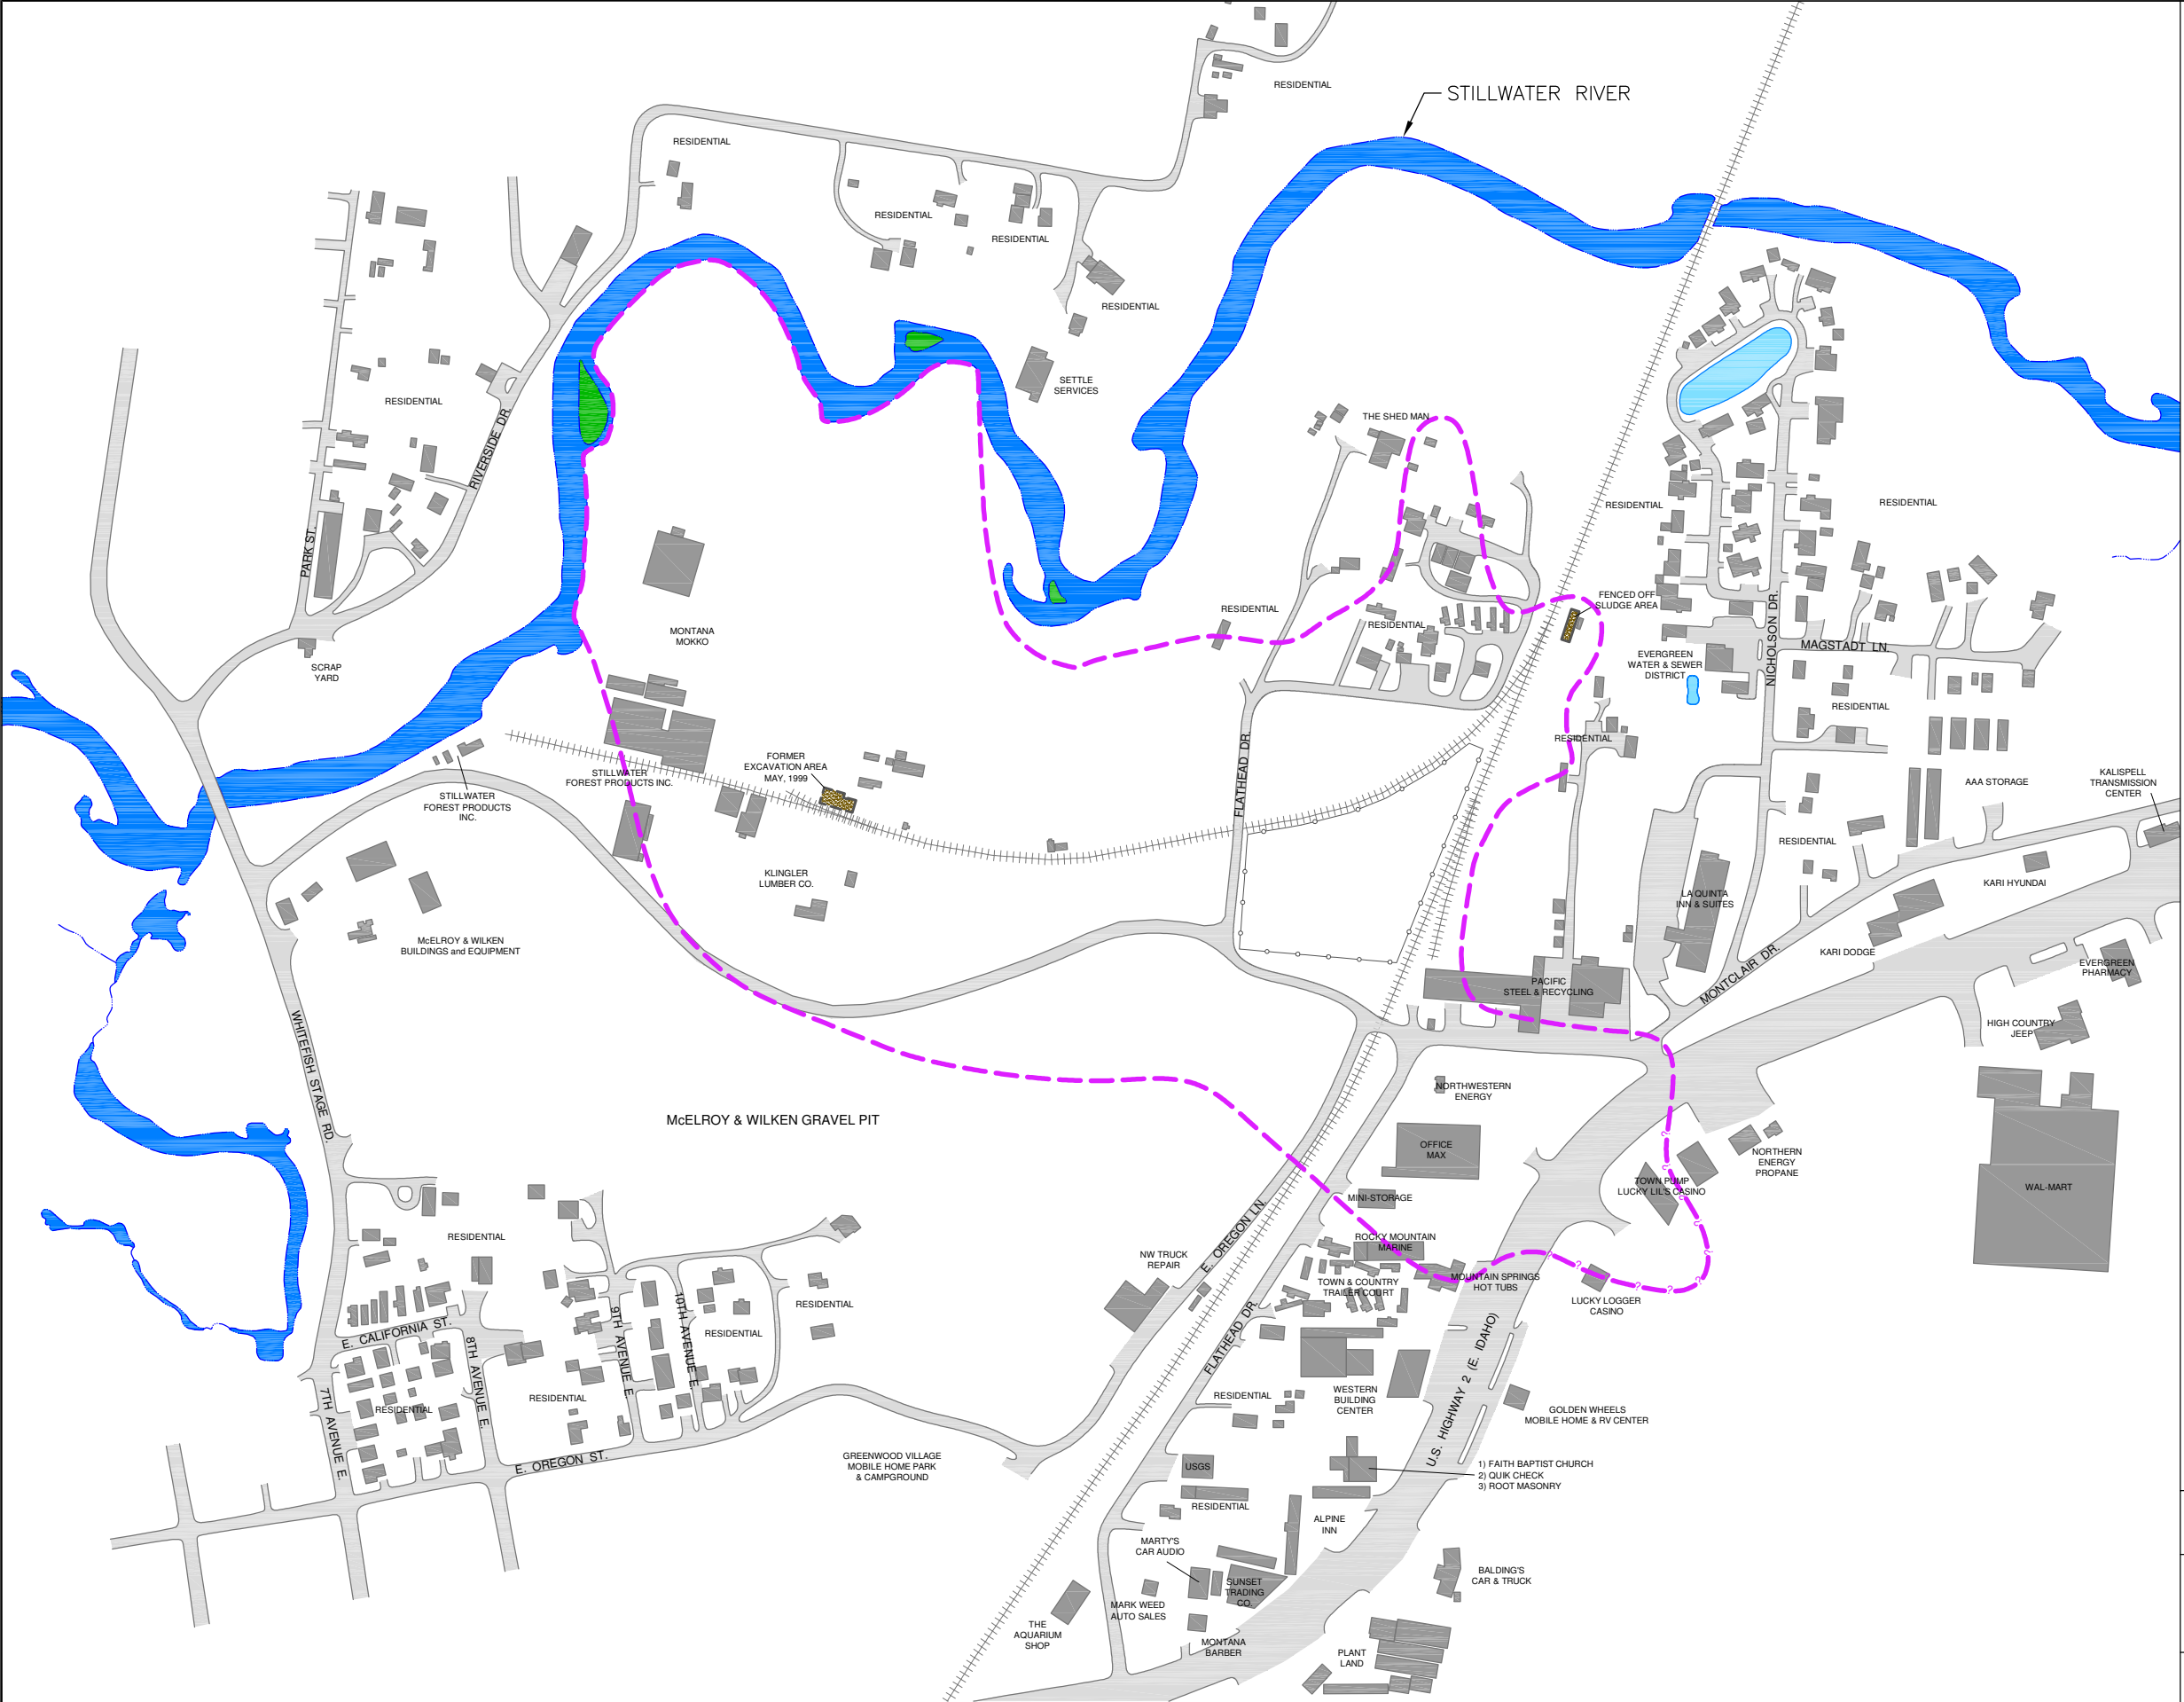 STILLWATER RIVER
RESIDENTIAL
RESIDENTIAL
RESIDENTIAL
RESIDENTIAL
RESIDENTIAL
SETTLE
SERVICES
THE SHED MAN
RESIDENTIAL
RIVERSIDE DR.
PARK ST.
SCRAP
YARD
MONTANA
MOKKO
RESIDENTIAL
RESIDENTIAL
RESIDENTIAL
RESIDENTIAL
FENCED OFF
SLUDGE AREA
EVERGREEN
WATER & SEWER
DISTRICT
NICHOLSON DR.
MAGSTADT LN.
RESIDENTIAL
RESIDENTIAL
STILLWATER
FOREST PRODUCTS
INC.
STILLWATER
FOREST PRODUCTS INC.
FORMER
EXCAVATION AREA
MAY, 1999
FLATHEAD DR.
AAA STORAGE
KALISPELL
TRANSMISSION
CENTER
RESIDENTIAL
KLINGLER
LUMBER CO.
LA QUINTA
INN & SUITES
KARI HYUNDAI
McELROY & WILKEN
BUILDINGS and EQUIPMENT
KARI DODGE
MONTCLAIR DR.
EVERGREEN
PHARMACY
PACIFIC
STEEL & RECYCLING
HIGH COUNTRY
JEEP
WHITEFISH STAGE RD.
NORTHWESTERN
ENERGY
McELROY & WILKEN GRAVEL PIT
OFFICE
MAX
NORTHERN
ENERGY
PROPANE
TOWN PUMP
LUCKY LIL'S CASINO
WAL-MART
MINI-STORAGE
?
?
?
?
?
?
?
?
?
?
ROCKY MOUNTAIN
MARINE
E. OREGON LN.
NW TRUCK
REPAIR
RESIDENTIAL
TOWN & COUNTRY
TRAILER COURT
MOUNTAIN SPRINGS
HOT TUBS
LUCKY LOGGER
CASINO
RESIDENTIAL
E. CALIFORNIA ST.
8TH AVENUE E.
9TH AVENUE E.
10TH AVENUE E.
RESIDENTIAL
FLATHEAD DR.
U.S. HIGHWAY 2 (E. IDAHO)
7TH AVENUE E.
RESIDENTIAL
RESIDENTIAL
RESIDENTIAL
WESTERN
BUILDING
CENTER
GOLDEN WHEELS
MOBILE HOME & RV CENTER
E. OREGON ST.
GREENWOOD VILLAGE
MOBILE HOME PARK
& CAMPGROUND
USGS
1) FAITH BAPTIST CHURCH
2) QUIK CHECK
3) ROOT MASONRY
RESIDENTIAL
ALPINE
INN
MARTY'S
CAR AUDIO
SUNSET
TRADING
CO.
BALDING'S
CAR & TRUCK
MARK WEED
AUTO SALES
THE
AQUARIUM
SHOP
MONTANA
BARBER
PLANT
LAND